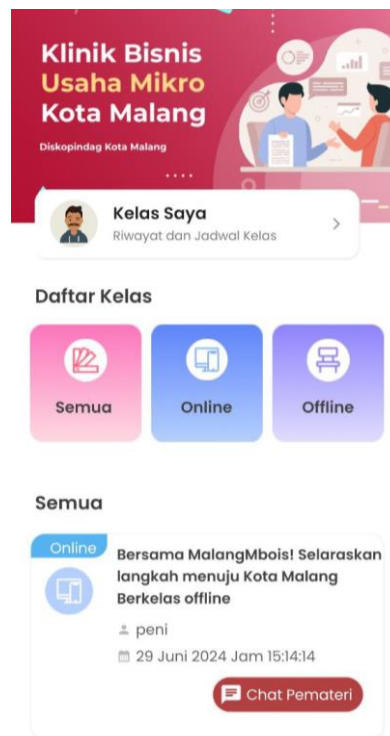 Klinik Bisnis
Usaha Mikro
Kota Malang
Diskopindag Kota Malang
Kelas Saya
Riwayat dan Jadwal Kelas
Daftar Kelas
Semua
Online
Offline
Semua
Online
Bersama MalangMbois! Selaraskan
langkah menuju Kota Malang
Berkelas offline
peni
29 Juni 2024 Jam 15:14:14
Chat Pemateri